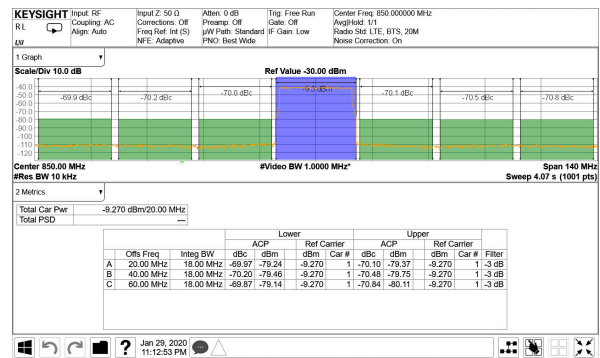 KEYSIGHT Input: RF Input Z: 50 Ω Atten: 0 dB Trig: Free Run Center Freq: 850.000000 MHz
RL Coupling: AC Corrections: Off Preamp: Off Gate: Off Avg|Hold: 1/1
Align: Auto Freq Ref: Int (S) µW Path: Standard IF Gain: Low Radio Std: LTE, BTS, 20M
LXI NFE: Adaptive PNO: Best Wide Noise Correction: On
1 Graph
Scale/Div 10.0 dB Ref Value -30.00 dBm
-40.0
-50.0 -69.9 dBc -70.2 dBc -70.0 dBc -70.1 dBc -70.5 dBc -70.8 dBc
-60.0
-70.0
-80.0
-90.0
-100
-110
-120
Center 850.00 MHz #Video BW 1.0000 MHz* Span 140 MHz
#Res BW 10 kHz Sweep 4.07 s (1001 pts)
2 Metrics
Total Car Pwr -9.270 dBm/20.00 MHz
Total PSD ---
Lower Upper
ACP Ref Carrier ACP Ref Carrier
Offs Freq Integ BW dBc dBm dBm Car # dBc dBm dBm Car # Filter
A 20.00 MHz 18.00 MHz -69.97 -79.24 -9.270 1 -70.10 -79.37 -9.270 1 -3 dB
B 40.00 MHz 18.00 MHz -70.20 -79.46 -9.270 1 -70.48 -79.75 -9.270 1 -3 dB
C 60.00 MHz 18.00 MHz -69.87 -79.14 -9.270 1 -70.84 -80.11 -9.270 1 -3 dB
? Jan 29, 2020
11:12:53 PM